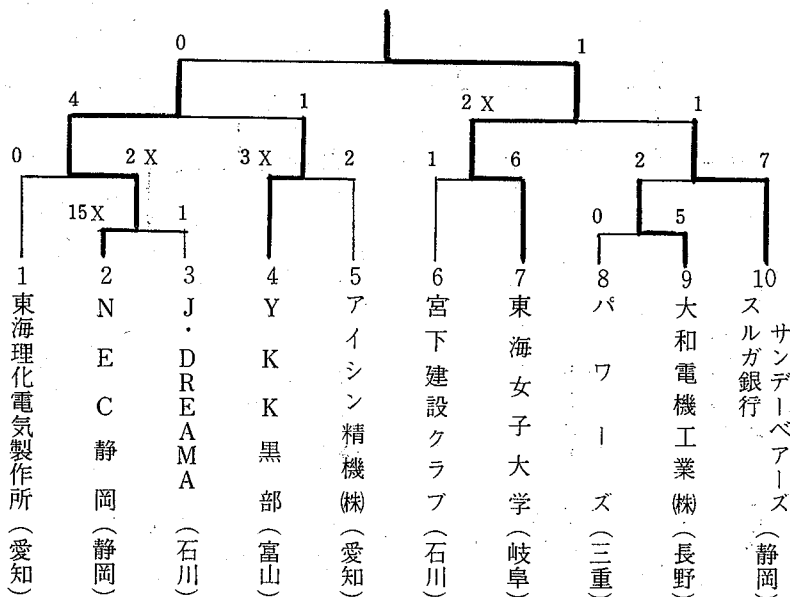 0 1
4 1 2 X 1
0 2 X 3 X 2 1 6 2 7
15X 1 0 5
1 2 3 4 5 6 7 8 9 10
東海理化電気製作所(愛知)
NEC静岡(静岡)
J・DREAMA(石川)
YKK黒部(富山)
アイシン精機㈱(愛知)
宮下建設クラブ(石川)
東海女子大学(岐阜)
パワーズ(三重)
大和電機工業㈱(長野)
スルガ銀行
サンデーベアーズ(静岡)